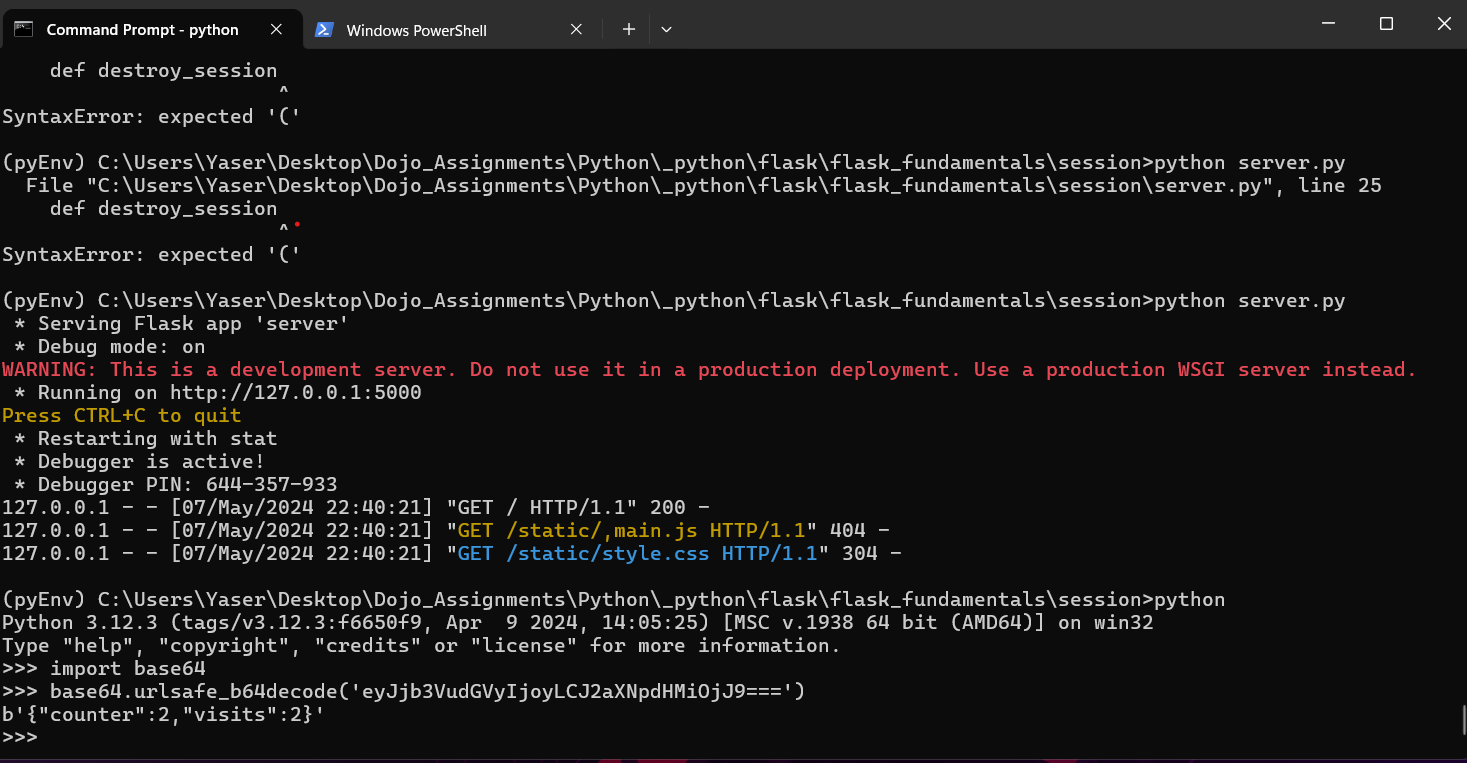 Command Prompt - python
Windows PowerShell
    def destroy_session
                       ^
SyntaxError: expected '('
(pyEnv) C:\Users\Yaser\Desktop\Dojo_Assignments\Python\_python\flask\flask_fundamentals\session>python server.py
  File "C:\Users\Yaser\Desktop\Dojo_Assignments\Python\_python\flask\flask_fundamentals\session\server.py", line 25
    def destroy_session
                       ^
SyntaxError: expected '('
(pyEnv) C:\Users\Yaser\Desktop\Dojo_Assignments\Python\_python\flask\flask_fundamentals\session>python server.py
 * Serving Flask app 'server'
 * Debug mode: on
WARNING: This is a development server. Do not use it in a production deployment. Use a production WSGI server instead.
 * Running on http://127.0.0.1:5000
Press CTRL+C to quit
 * Restarting with stat
 * Debugger is active!
 * Debugger PIN: 644-357-933
127.0.0.1 - - [07/May/2024 22:40:21] "GET / HTTP/1.1" 200 -
127.0.0.1 - - [07/May/2024 22:40:21] "GET /static/,main.js HTTP/1.1" 404 -
127.0.0.1 - - [07/May/2024 22:40:21] "GET /static/style.css HTTP/1.1" 304 -
(pyEnv) C:\Users\Yaser\Desktop\Dojo_Assignments\Python\_python\flask\flask_fundamentals\session>python
Python 3.12.3 (tags/v3.12.3:f6650f9, Apr  9 2024, 14:05:25) [MSC v.1938 64 bit (AMD64)] on win32
Type "help", "copyright", "credits" or "license" for more information.
>>> import base64
>>> base64.urlsafe_b64decode('eyJjb3VudGVyIjoyLCJ2aXNpdHMiOjJ9===')
b'{"counter":2,"visits":2}'
>>>